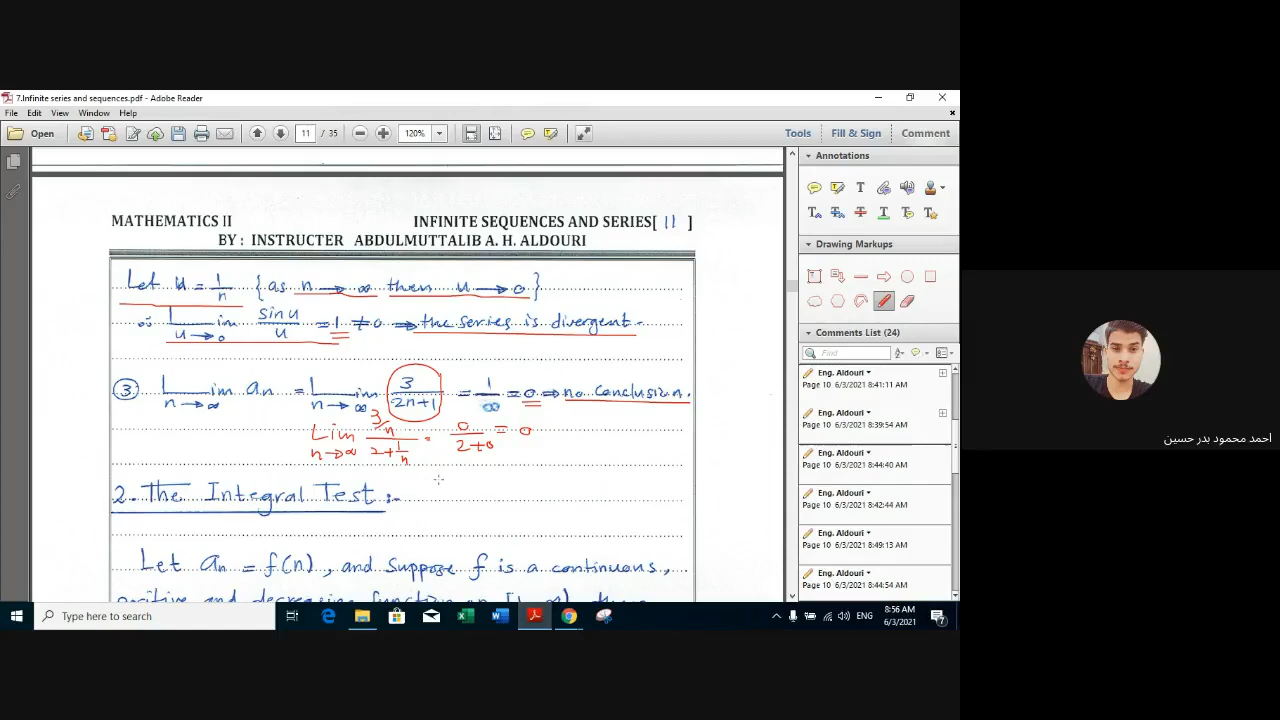 7.Infinite series and sequences.pdf - Adobe Reader
File Edit View Window Help
Open 11 / 35 120% Tools Fill & Sign Comment
MATHEMATICS II INFINITE SEQUENCES AND SERIES[ 11 ]
BY : INSTRUCTER ABDULMUTTALIB A. H. ALDOURI
Let u = 1/n {as n → ∞ then u → 0}
∴ Lim u→0 sin u / u = 1 ≠ 0 ⇒ the series is divergent.
③ Lim n→∞ an = Lim n→∞ 3/(2n+1) = 1/∞ = 0 ⇒ no conclusion.
Lim n→∞ (3/n)/(2+1/n) = 0/(2+0) = 0
2. The Integral Test :-
Let an = f(n), and suppose f is a continuous,
positive and decreasing function on [1, ∞), then
Annotations
Drawing Markups
Comments List (24)
Find
Eng. Aldouri
Page 10 6/3/2021 8:41:11 AM
Eng. Aldouri
Page 10 6/3/2021 8:39:54 AM
Eng. Aldouri
Page 10 6/3/2021 8:44:40 AM
Eng. Aldouri
Page 10 6/3/2021 8:42:44 AM
Eng. Aldouri
Page 10 6/3/2021 8:49:13 AM
Eng. Aldouri
Page 10 6/3/2021 8:44:54 AM
احمد محمود بدر حسين
Type here to search
ENG
8:56 AM
6/3/2021